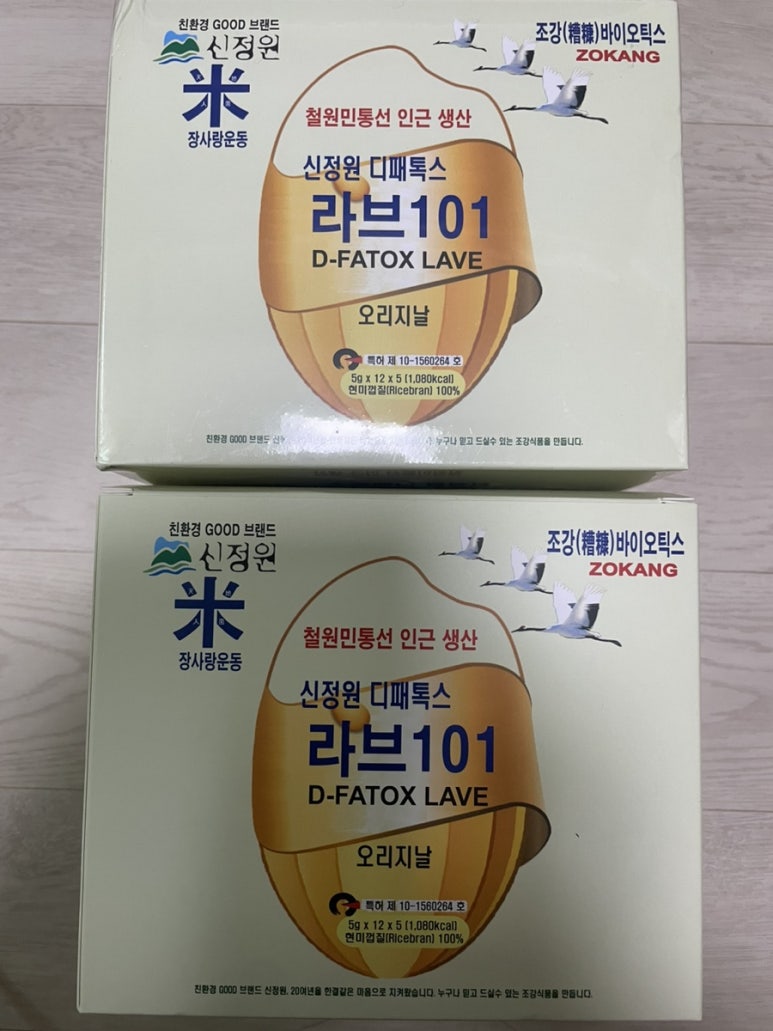 친환경 GOOD 브랜드
신정원
米
장사랑운동
조강(糟糠)바이오틱스
ZOKANG
철원민통선 인근 생산
신정원 디패톡스
라브101
D-FATOX LAVE
오리지날
특허 제 10-1560264 호
5g x 12 x 5 (1,080kcal)
현미껍질(Ricebran) 100%
친환경 GOOD 브랜드 누구나 믿고 드실수 있는 조강식품을 만듭니다.
친환경 GOOD 브랜드
신정원
米
장사랑운동
조강(糟糠)바이오틱스
ZOKANG
철원민통선 인근 생산
신정원 디패톡스
라브101
D-FATOX LAVE
오리지날
특허 제 10-1560264 호
5g x 12 x 5 (1,080kcal)
현미껍질(Ricebran) 100%
친환경 GOOD 브랜드 신정원, 20여년을 한결같은 마음으로 지켜왔습니다. 누구나 믿고 드실수 있는 조강식품을 만듭니다.